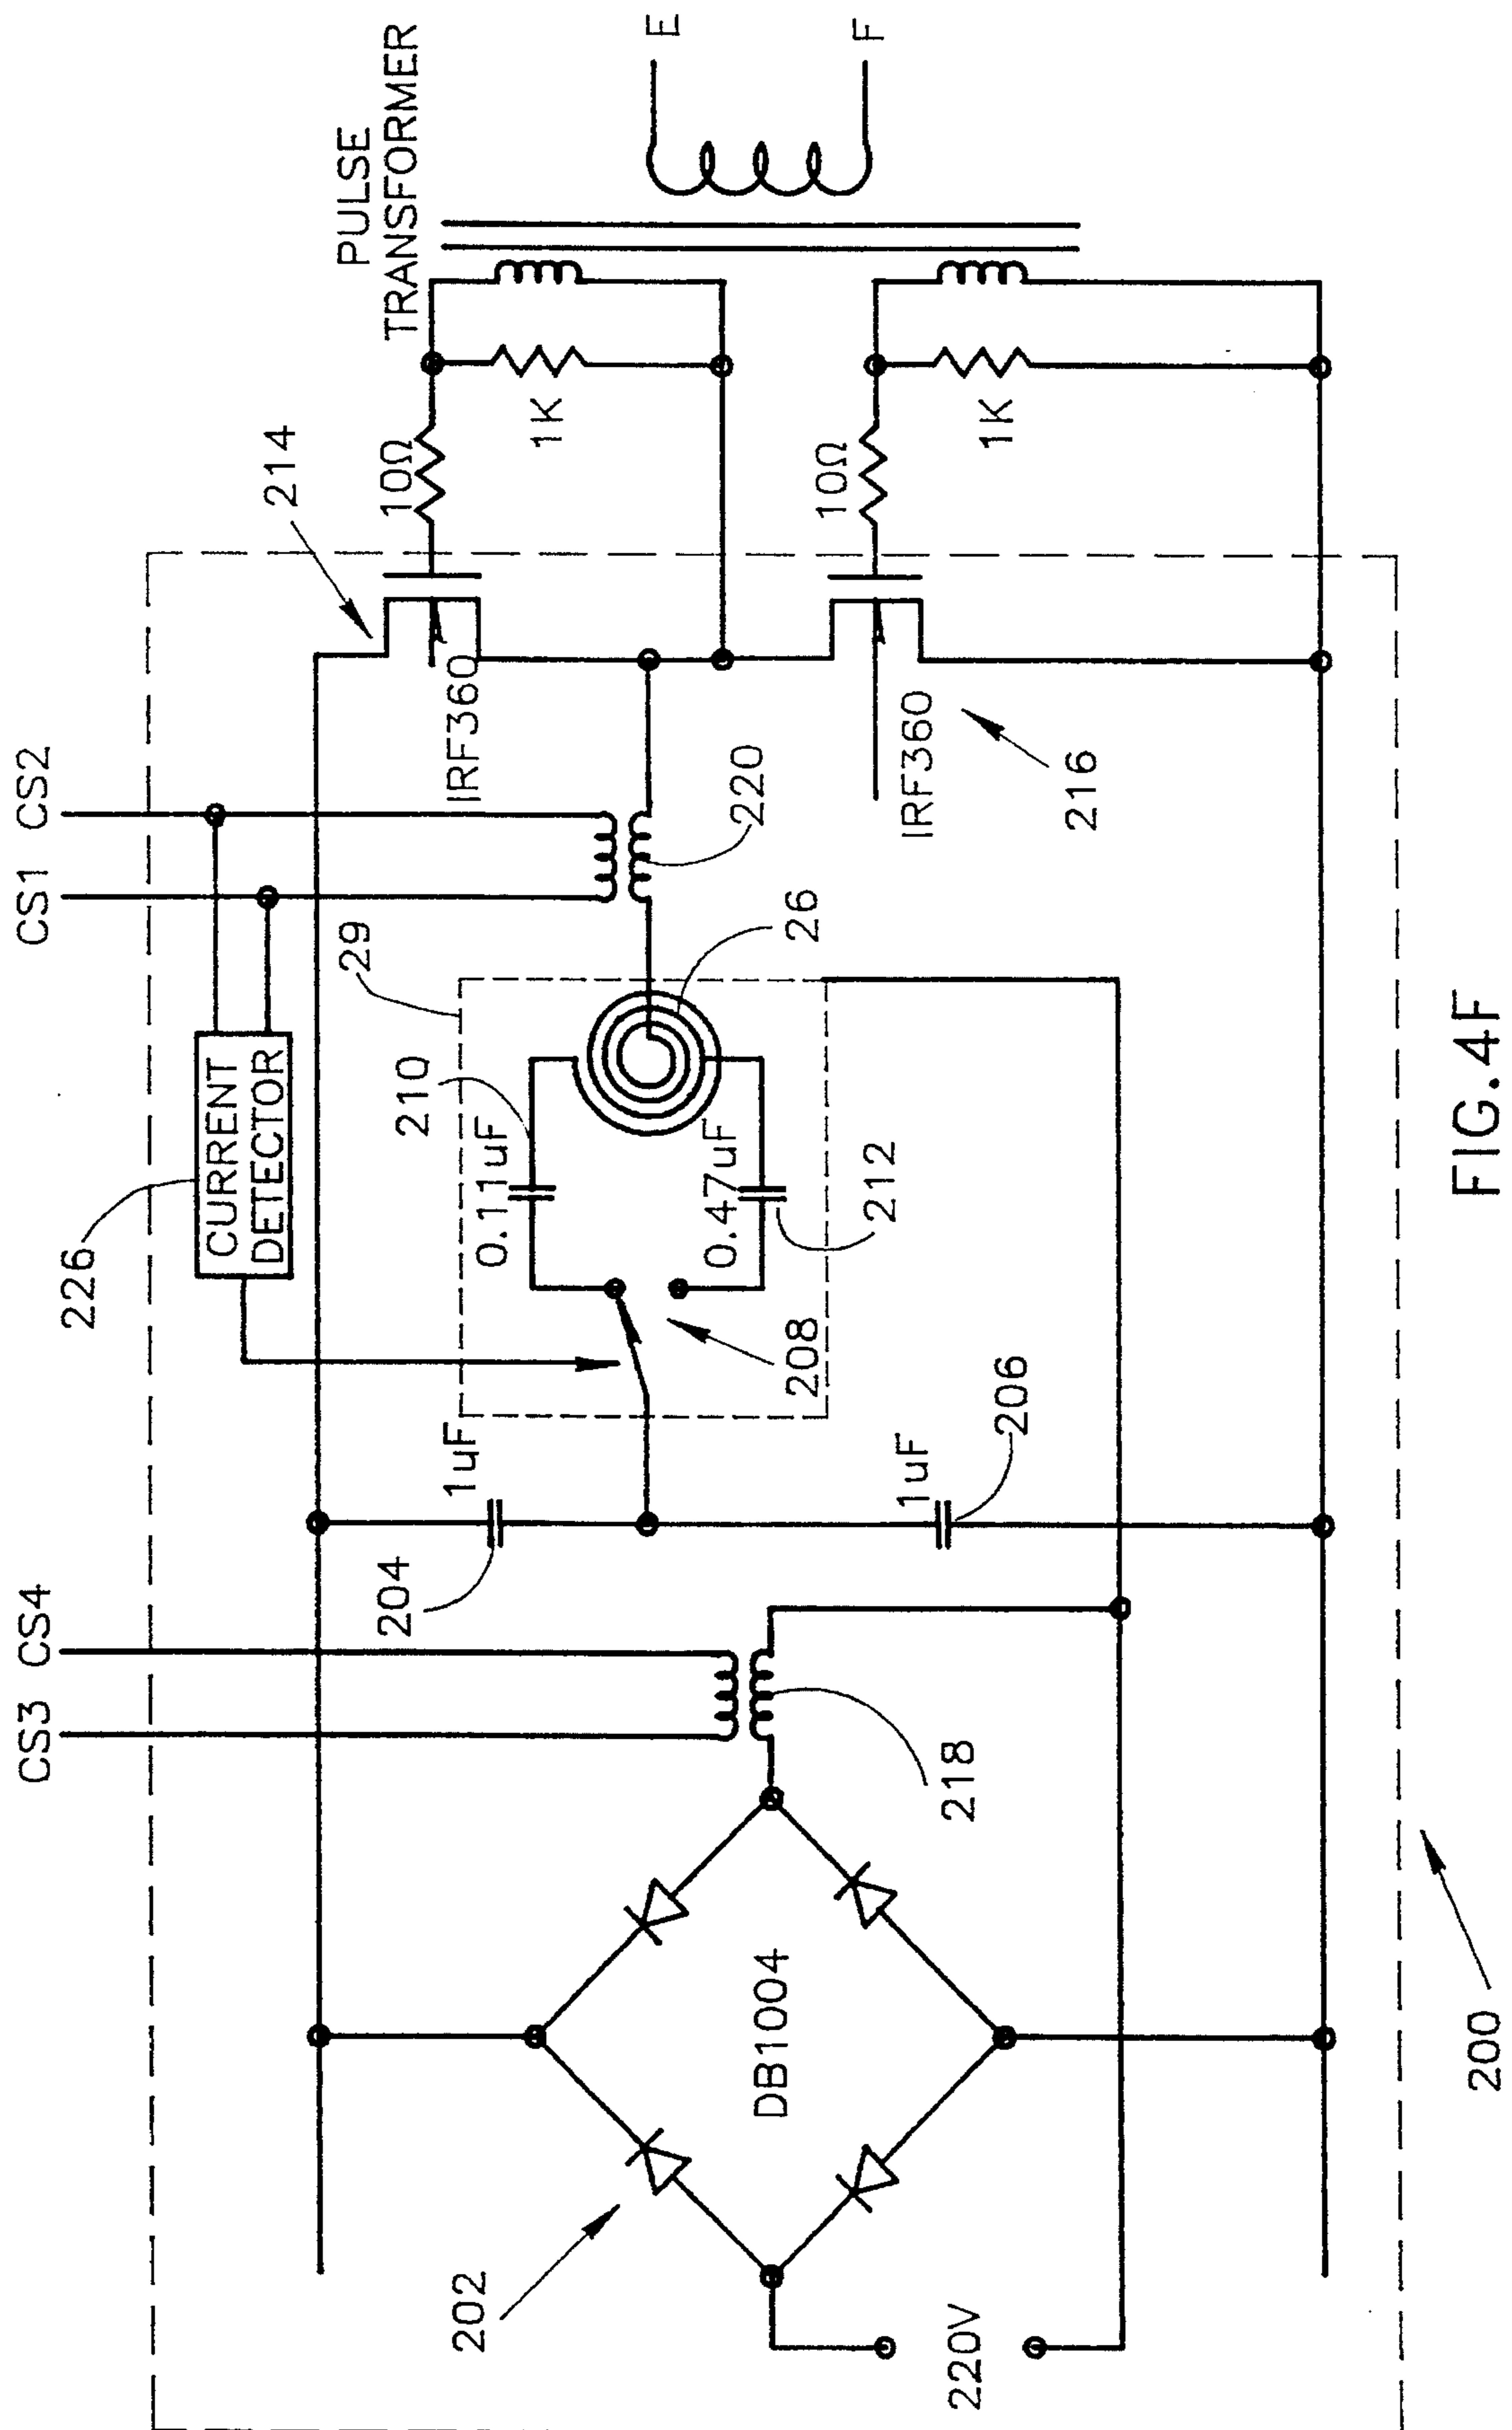 CS3
CS4
CS1
CS2
PULSE
TRANSFORMER
226
CURRENT
DETECTOR
29
214
10Ω
1K
E
F
204
1uF
210
0.11uF
IRF360
202
DB1004
218
208
0.47uF
212
26
220
10Ω
1K
220V
1uF
206
IRF360
216
200
FIG.4F